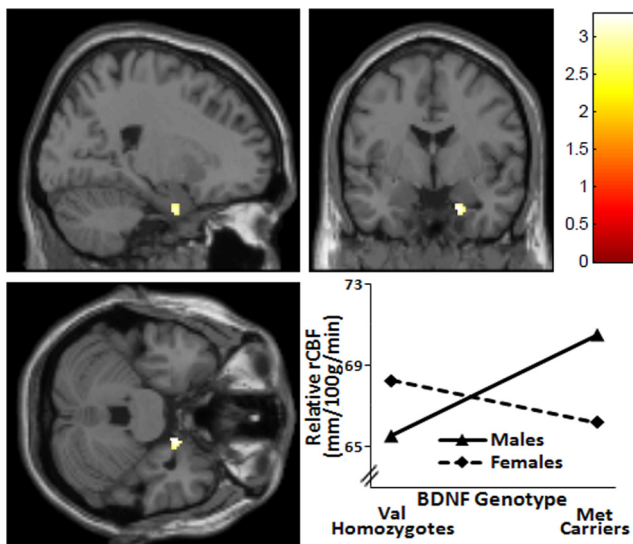 3
2.5
2
1.5
1
0.5
0
73
69
65
Relative rCBF
(mm/100g/min)
Males
Females
BDNF Genotype
Val
Homozygotes
Met
Carriers